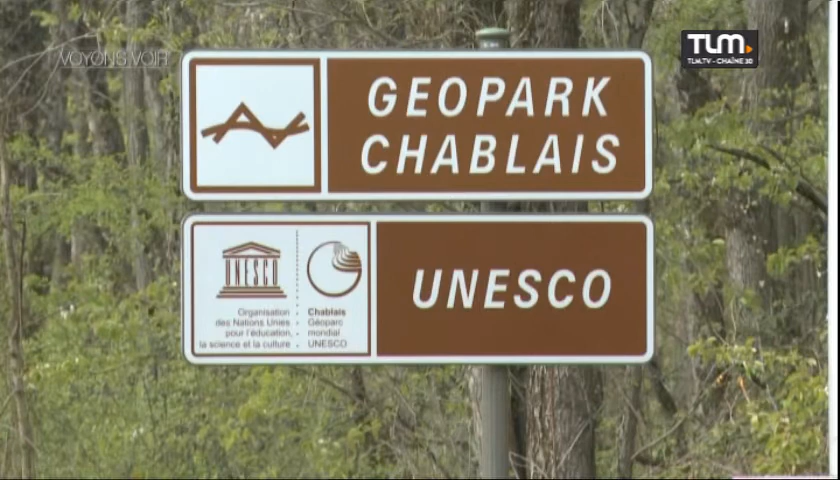 VOYONS VOIR
TLM
TLM.TV - CHAÎNE 30
GEOPARK
CHABLAIS
UNESCO
Organisation
des Nations Unies
pour l'éducation,
la science et la culture
Chablais
Géoparc
mondial
UNESCO
UNESCO